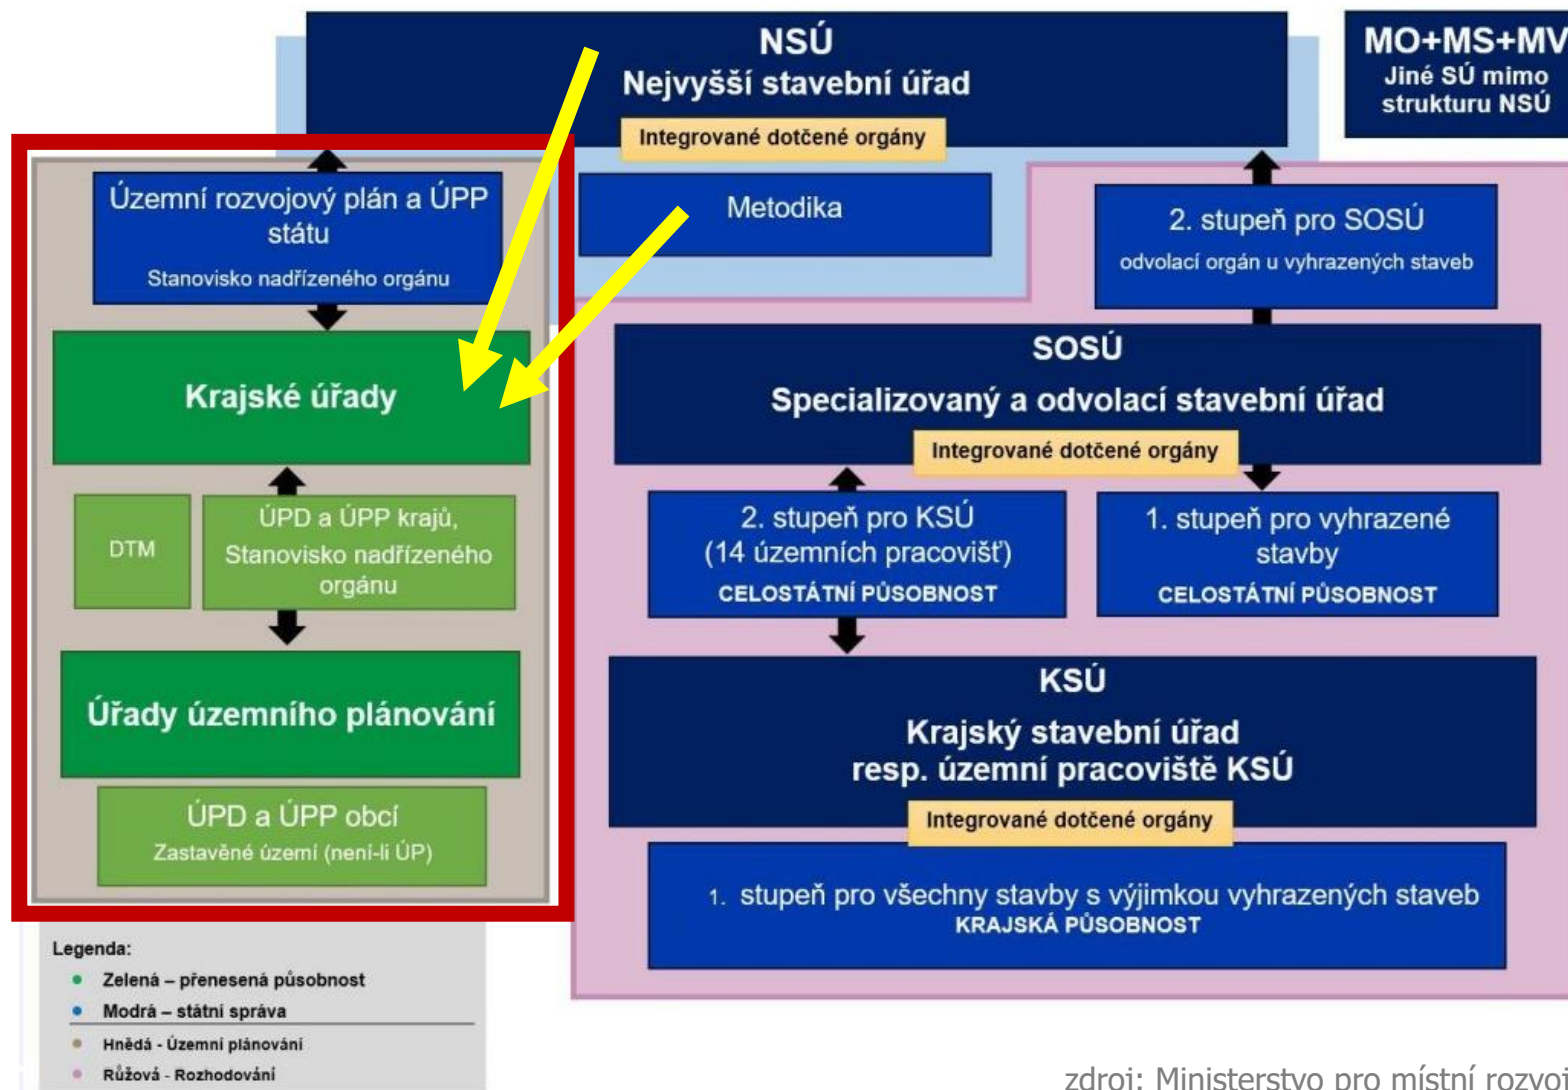 NSÚ
Nejvyšší stavební úřad
Integrované dotčené orgány
MO+MS+MV
Jiné SÚ mimo
strukturu NSÚ
Územní rozvojový plán a ÚPP
státu
Stanovisko nadřízeného orgánu
Metodika
2. stupeň pro SOSÚ
odvolací orgán u vyhrazených staveb
Krajské úřady
SOSÚ
Specializovaný a odvolací stavební úřad
Integrované dotčené orgány
DTM
ÚPD a ÚPP krajů,
Stanovisko nadřízeného
orgánu
2. stupeň pro KSÚ
(14 územních pracovišť)
CELOSTÁTNÍ PŮSOBNOST
1. stupeň pro vyhrazené
stavby
CELOSTÁTNÍ PŮSOBNOST
Úřady územního plánování
KSÚ
Krajský stavební úřad
resp. územní pracoviště KSÚ
Integrované dotčené orgány
ÚPD a ÚPP obcí
Zastavěné území (není-li ÚP)
1. stupeň pro všechny stavby s výjimkou vyhrazených staveb
KRAJSKÁ PŮSOBNOST
Legenda:
Zelená – přenesená působnost
Modrá – státní správa
Hnědá - Územní plánování
Růžová - Rozhodování
zdroj: Ministerstvo pro místní rozvoj